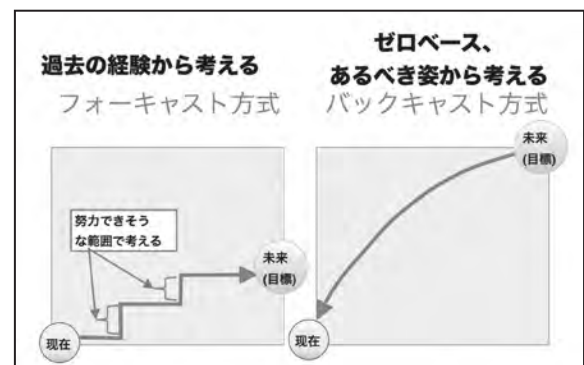 過去の経験から考える
フォーキャスト方式
努力できそう
な範囲で考える
未来
(目標)
現在
ゼロベース、
あるべき姿から考える
バックキャスト方式
未来
(目標)
現在